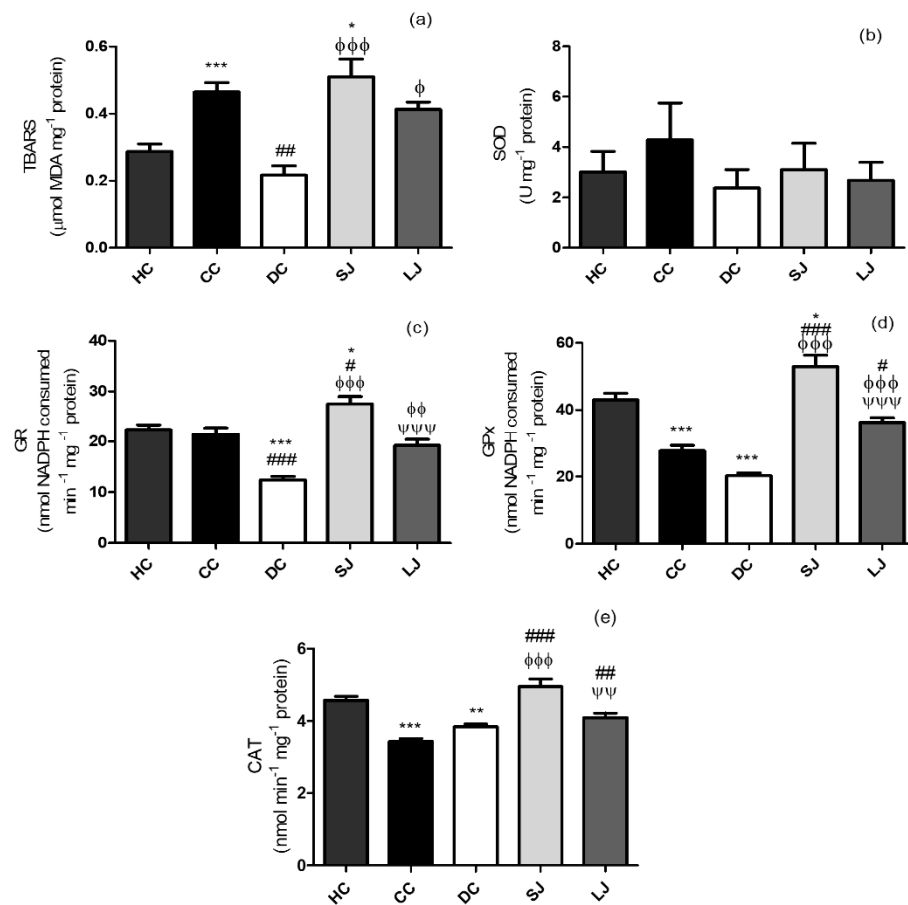 (a)
TBARS
(μmol MDA mg⁻¹ protein)
0.6
0.4
0.2
0.0
***
##
*
ϕϕϕ
ϕ
HC
CC
DC
SJ
LJ
(b)
SOD
(U mg⁻¹ protein)
8
6
4
2
0
HC
CC
DC
SJ
LJ
(c)
GR
(nmol NADPH consumed
min⁻¹ mg⁻¹ protein)
40
30
20
10
0
***
###
*
#
ϕϕϕ
ϕϕ
ψψψ
HC
CC
DC
SJ
LJ
(d)
GPx
(nmol NADPH consumed
min⁻¹ mg⁻¹ protein)
60
40
20
0
***
***
*
###
ϕϕϕ
#
ϕϕϕ
ψψψ
HC
CC
DC
SJ
LJ
(e)
CAT
(nmol min⁻¹ mg⁻¹ protein)
6
4
2
0
***
**
###
ϕϕϕ
##
ψψ
HC
CC
DC
SJ
LJ